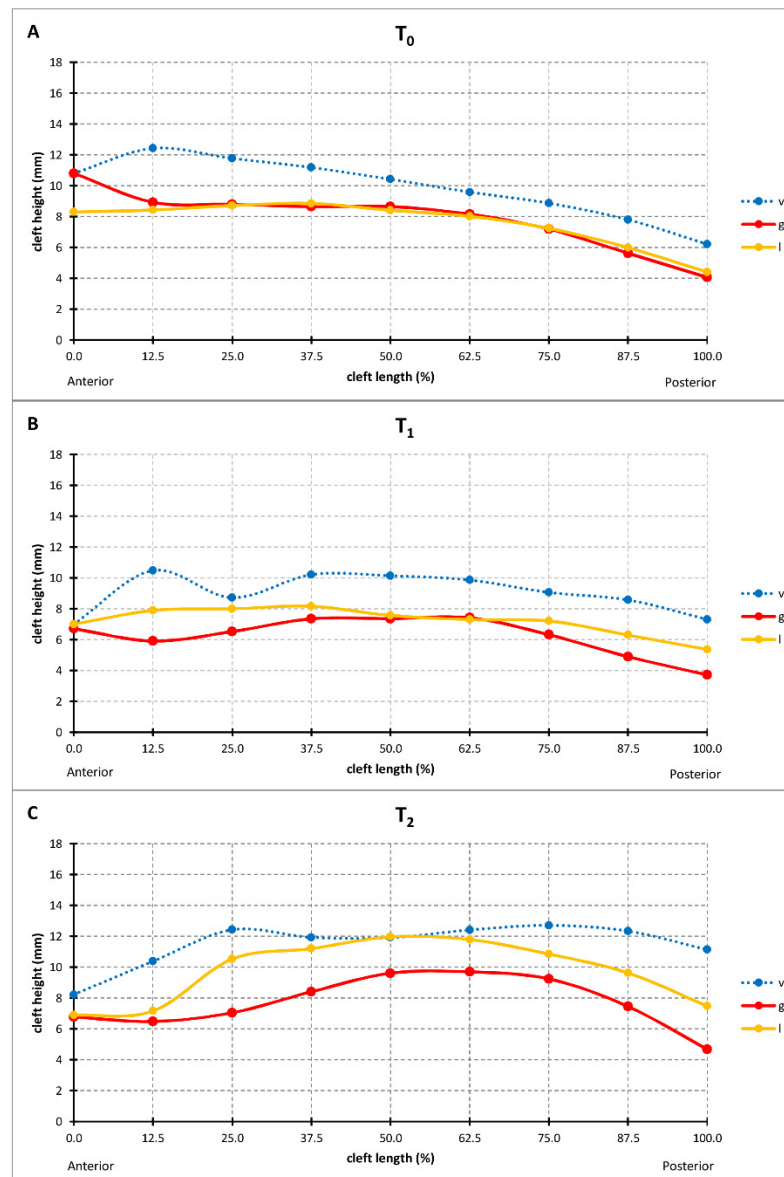 A
T0
cleft height (mm)
18
16
14
12
10
8
6
4
2
0
0.0 12.5 25.0 37.5 50.0 62.5 75.0 87.5 100.0
Anterior cleft length (%) Posterior
v
g
l
B
T1
cleft height (mm)
18
16
14
12
10
8
6
4
2
0
0.0 12.5 25.0 37.5 50.0 62.5 75.0 87.5 100.0
Anterior cleft length (%) Posterior
v
g
l
C
T2
cleft height (mm)
18
16
14
12
10
8
6
4
2
0
0.0 12.5 25.0 37.5 50.0 62.5 75.0 87.5 100.0
Anterior cleft length (%) Posterior
v
g
l